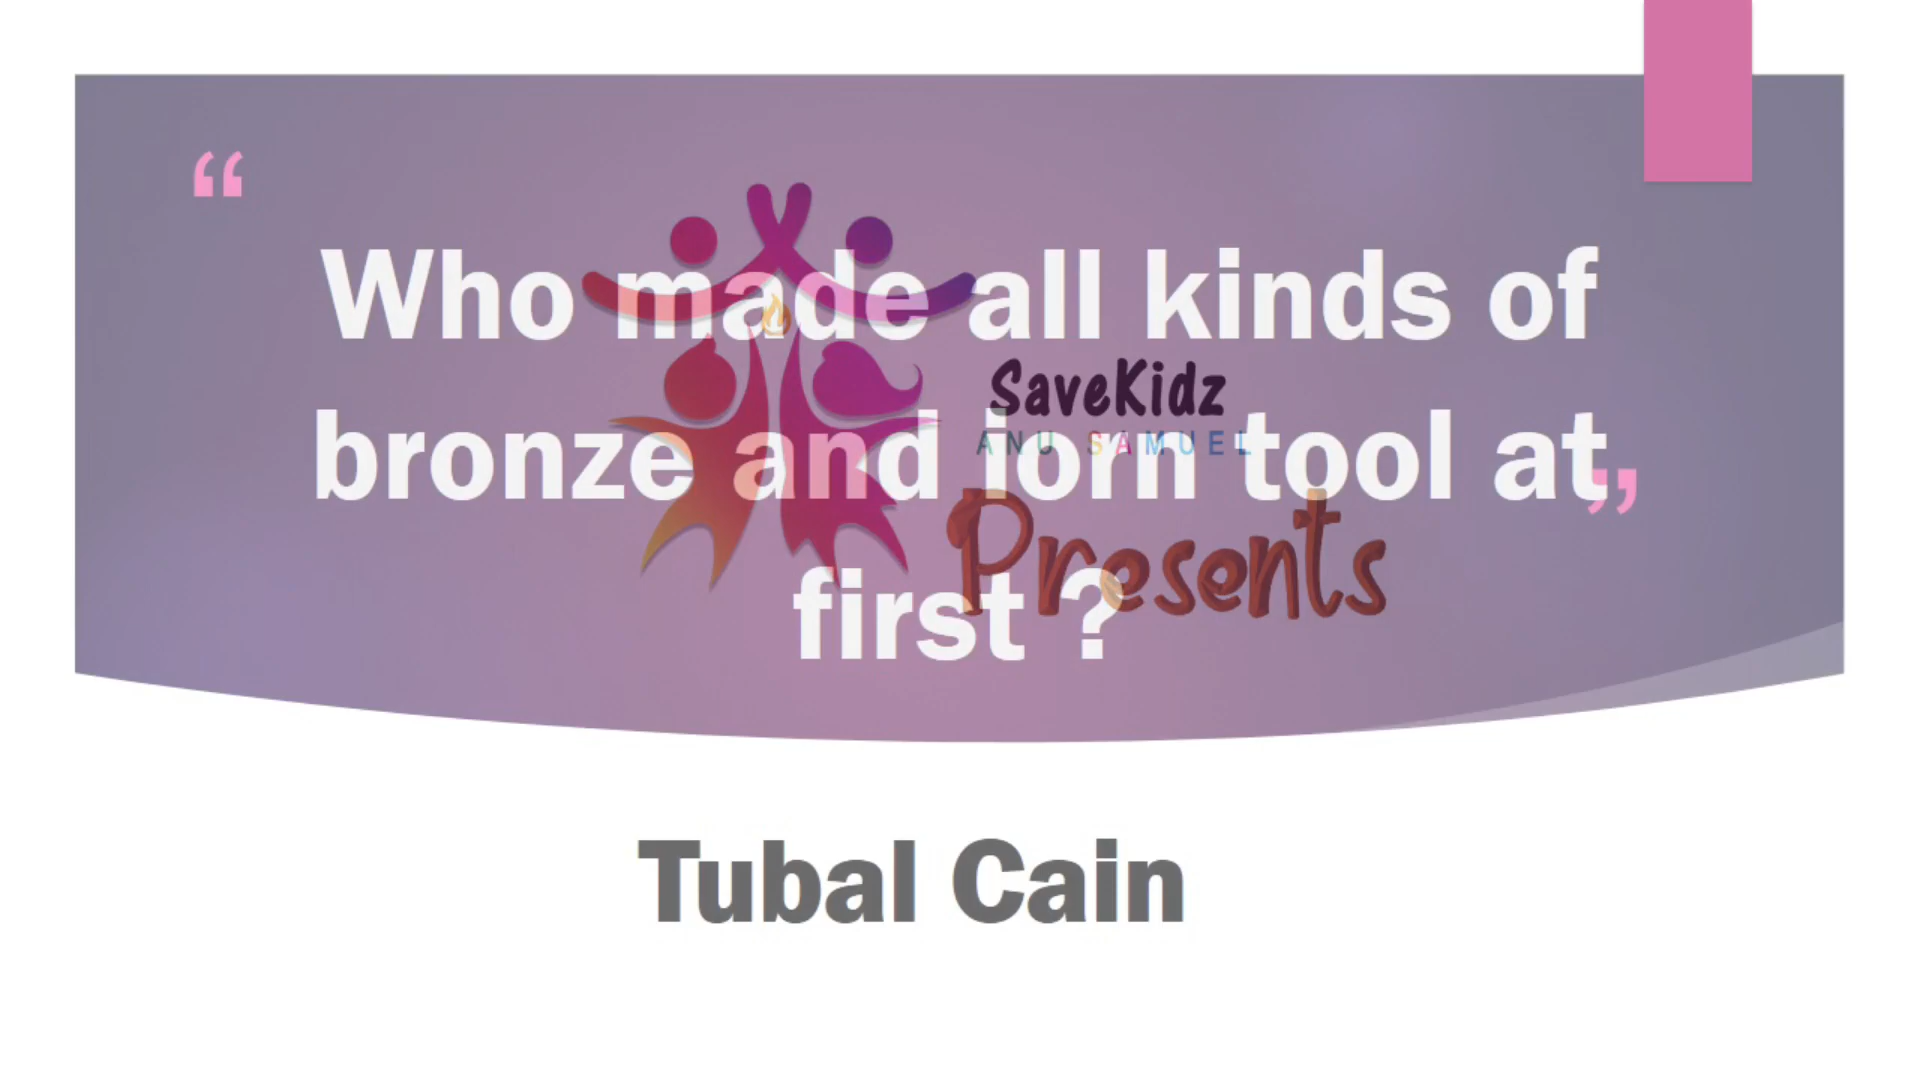 “
Who made all kinds of
bronze and iorn tool at
first ?
”
SaveKidz
ANU SAMUEL
Presents
Tubal Cain